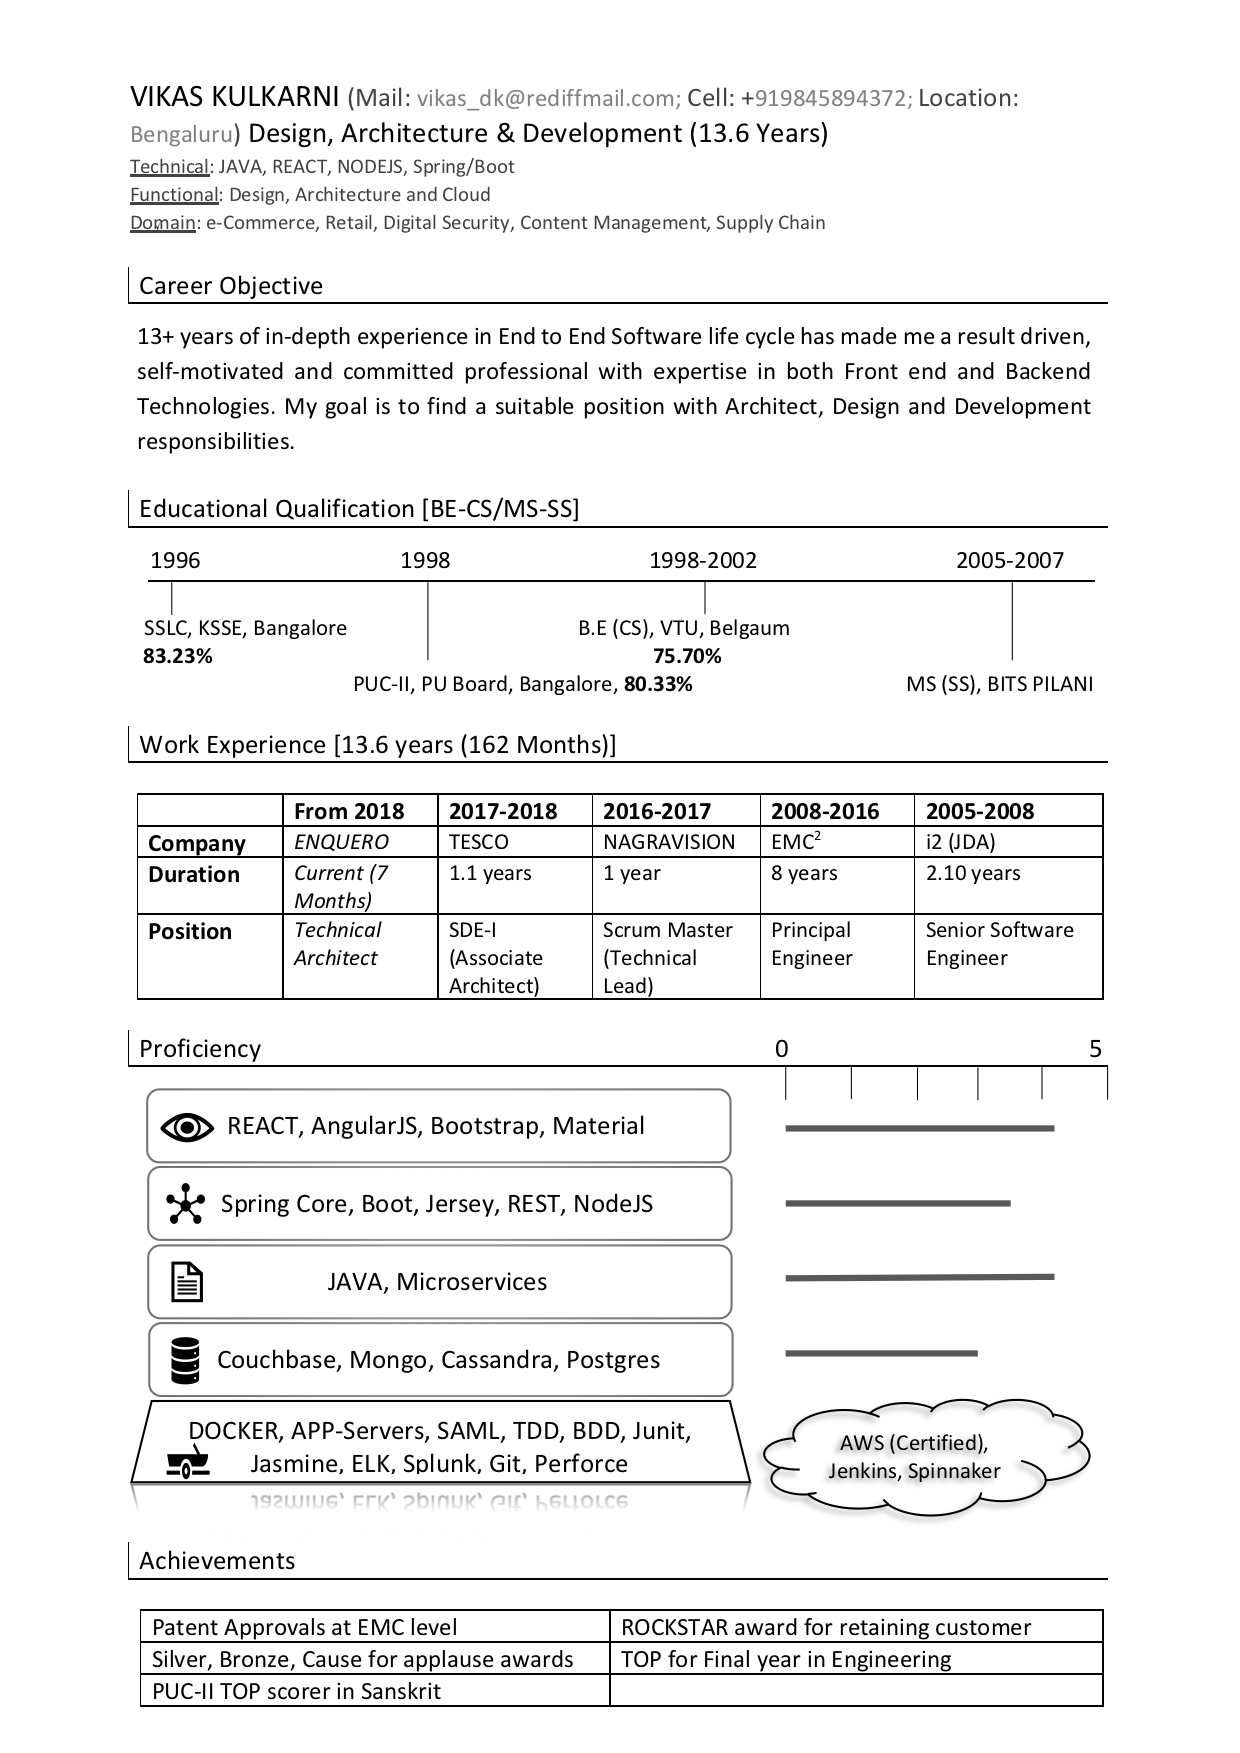 VIKAS KULKARNI (Mail: vikas_dk@rediffmail.com; Cell: +919845894372; Location:
Bengaluru) Design, Architecture & Development (13.6 Years)
Technical: JAVA, REACT, NODEJS, Spring/Boot
Functional: Design, Architecture and Cloud
Domain: e-Commerce, Retail, Digital Security, Content Management, Supply Chain
Career Objective
13+ years of in-depth experience in End to End Software life cycle has made me a result driven,
self-motivated and committed professional with expertise in both Front end and Backend
Technologies. My goal is to find a suitable position with Architect, Design and Development
responsibilities.
Educational Qualification [BE-CS/MS-SS]
1996 1998 1998-2002 2005-2007
SSLC, KSSE, Bangalore B.E (CS), VTU, Belgaum
83.23% 75.70%
PUC-II, PU Board, Bangalore, 80.33% MS (SS), BITS PILANI
Work Experience [13.6 years (162 Months)]
From 2018 2017-2018 2016-2017 2008-2016 2005-2008
Company ENQUERO TESCO NAGRAVISION EMC2 i2 (JDA)
Duration Current (7 1.1 years 1 year 8 years 2.10 years
Months)
Position Technical SDE-I Scrum Master Principal Senior Software
Architect (Associate (Technical Engineer Engineer
Architect) Lead)
Proficiency 0 5
REACT, AngularJS, Bootstrap, Material
Spring Core, Boot, Jersey, REST, NodeJS
JAVA, Microservices
Couchbase, Mongo, Cassandra, Postgres
DOCKER, APP-Servers, SAML, TDD, BDD, Junit,
Jasmine, ELK, Splunk, Git, Perforce
AWS (Certified),
Jenkins, Spinnaker
Achievements
Patent Approvals at EMC level ROCKSTAR award for retaining customer
Silver, Bronze, Cause for applause awards TOP for Final year in Engineering
PUC-II TOP scorer in Sanskrit